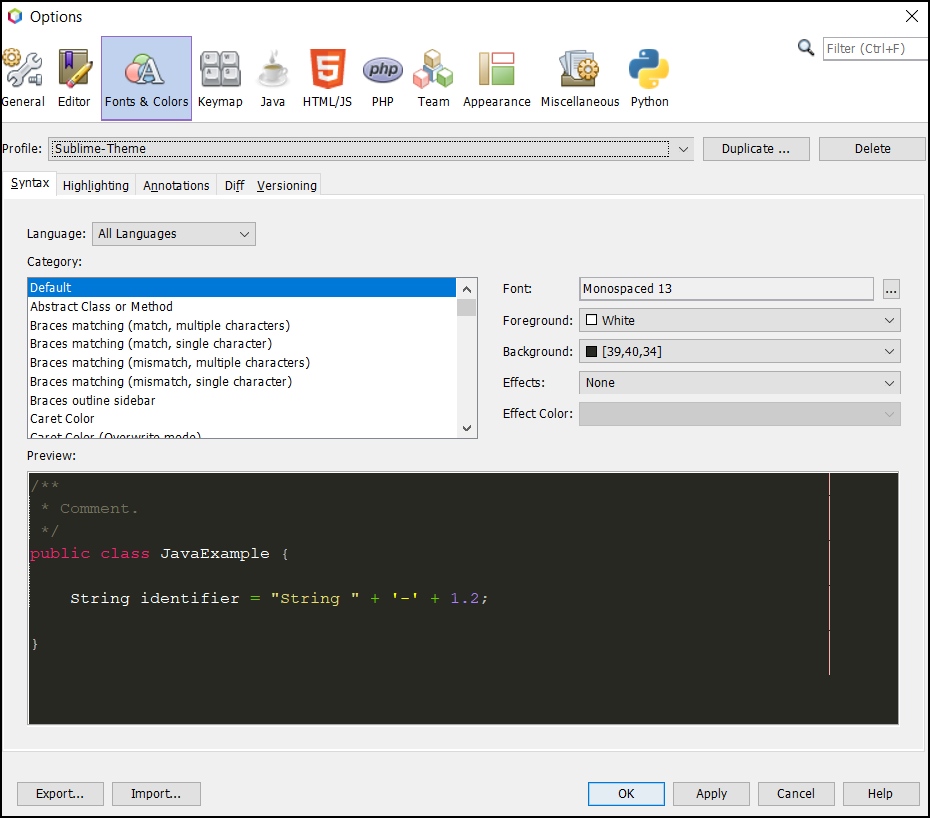 Options
Filter (Ctrl+F)
General Editor Fonts & Colors Keymap Java HTML/JS PHP Team Appearance Miscellaneous Python
Profile: Sublime-Theme Duplicate ... Delete
Syntax Highlighting Annotations Diff Versioning
Language: All Languages
Category:
Default
Abstract Class or Method
Braces matching (match, multiple characters)
Braces matching (match, single character)
Braces matching (mismatch, multiple characters)
Braces matching (mismatch, single character)
Braces outline sidebar
Caret Color
Caret Color (Overwrite mode)
Font: Monospaced 13 ...
Foreground: White
Background: [39,40,34]
Effects: None
Effect Color:
Preview:
/**
* Comment.
*/
public class JavaExample {
String identifier = "String " + '-' + 1.2;
}
Export... Import... OK Apply Cancel Help